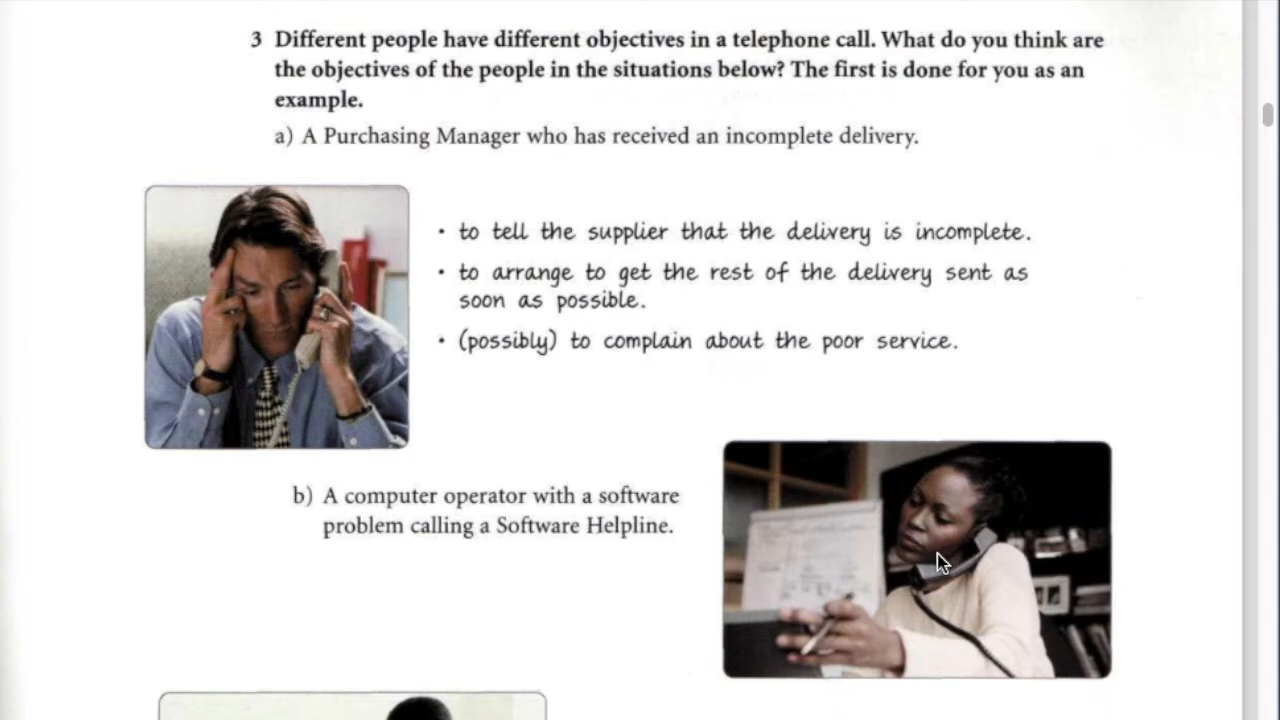 3 Different people have different objectives in a telephone call. What do you think are
the objectives of the people in the situations below? The first is done for you as an
example.
a) A Purchasing Manager who has received an incomplete delivery.
• to tell the supplier that the delivery is incomplete.
• to arrange to get the rest of the delivery sent as
soon as possible.
• (possibly) to complain about the poor service.
b) A computer operator with a software
problem calling a Software Helpline.